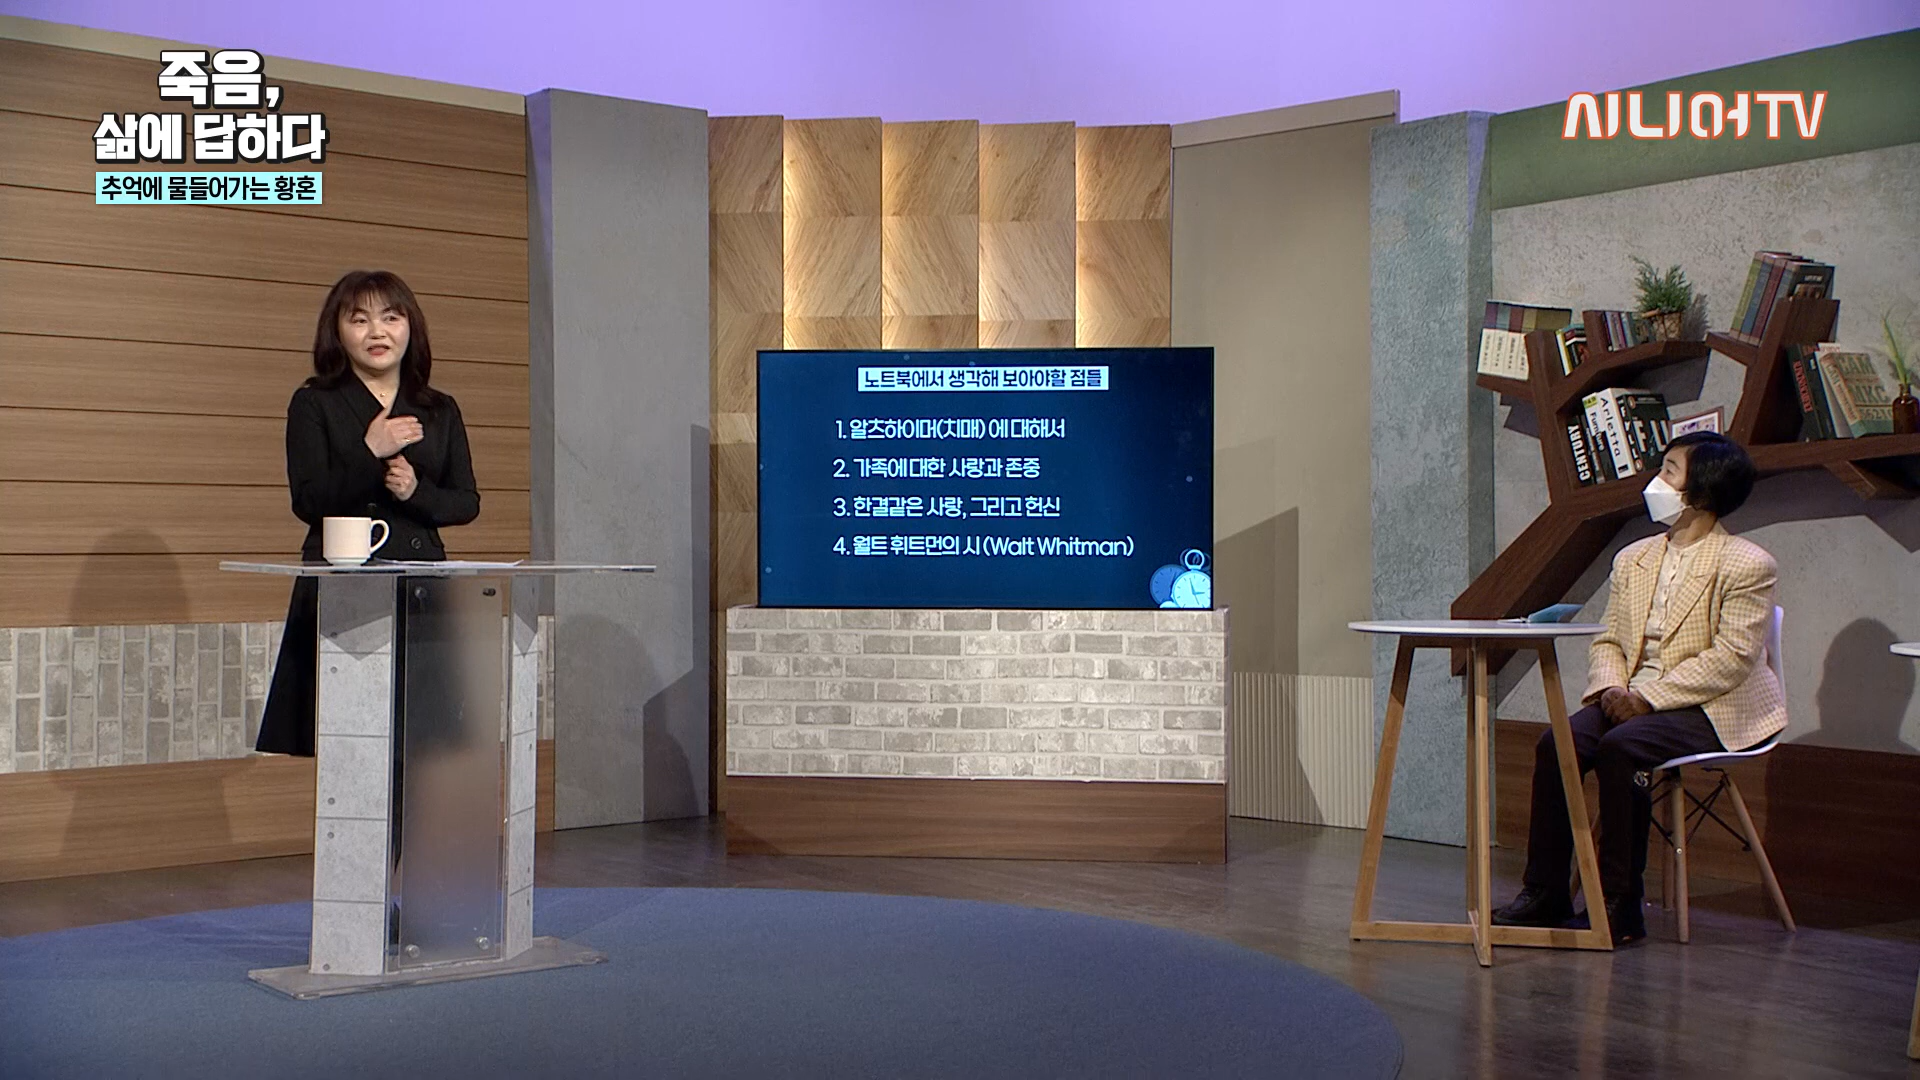 죽음,
삶에 답하다
추억에 물들어가는 황혼
시니어TV
노트북에서 생각해 보아야할 점들
1. 알츠하이머(치매) 에 대해서
2. 가족에 대한 사랑과 존중
3. 한결같은 사랑, 그리고 헌신
4. 월트 휘트먼의 시 (Walt Whitman)
CENTURY
Arletta